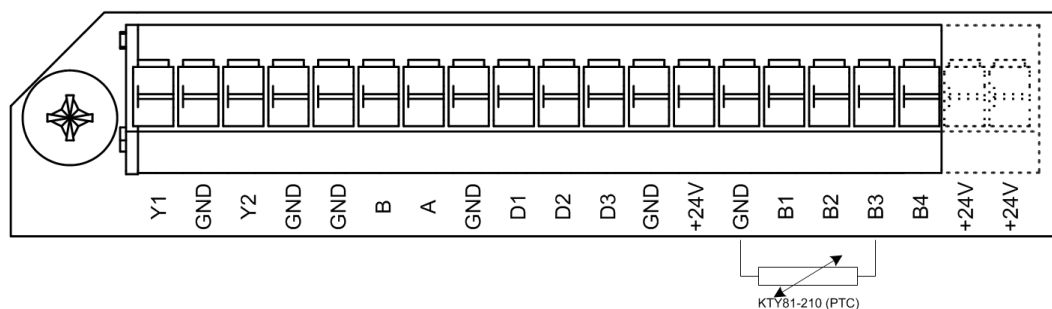 Y1 GND Y2 GND GND B A GND D1 D2 D3 GND +24V GND B1 B2 B3 B4 +24V +24V
KTY81-210 (PTC)